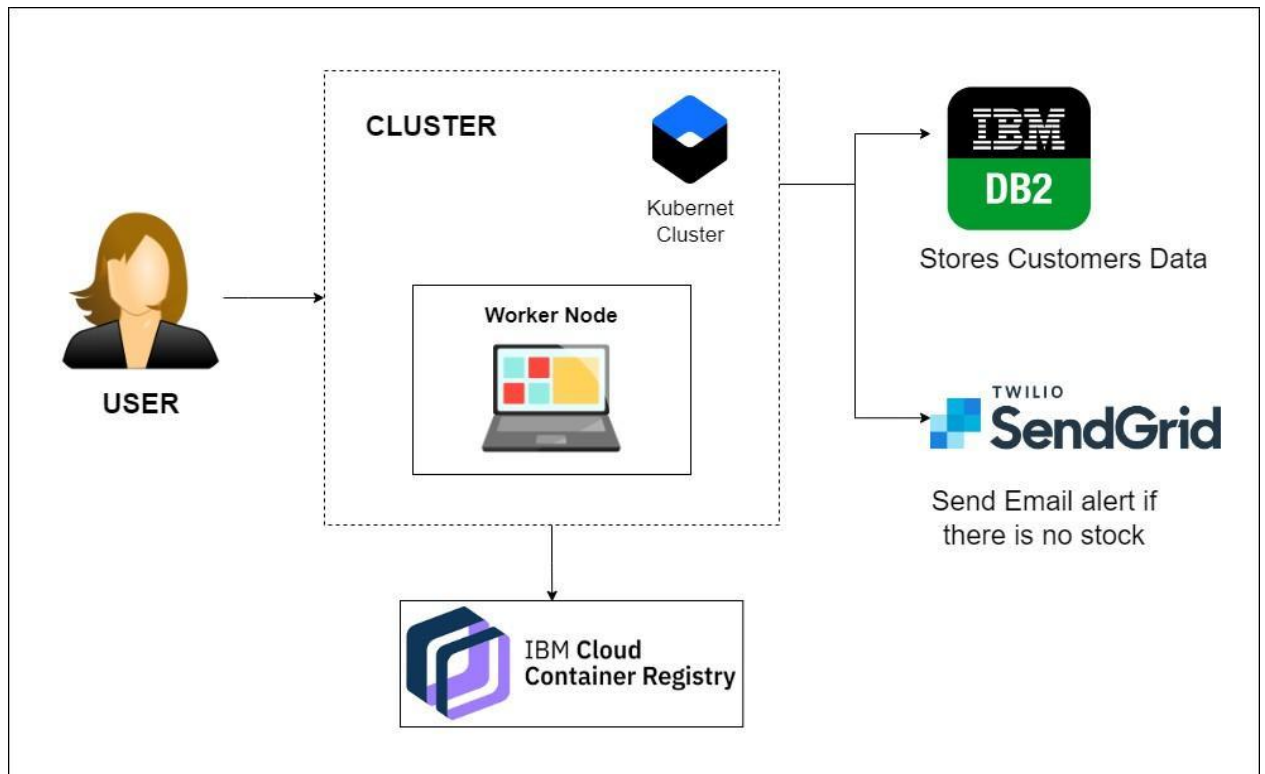 CLUSTER
Kubernet
Cluster
Worker Node
USER
IBM
DB2
Stores Customers Data
TWILIO
SendGrid
Send Email alert if
there is no stock
IBM Cloud
Container Registry